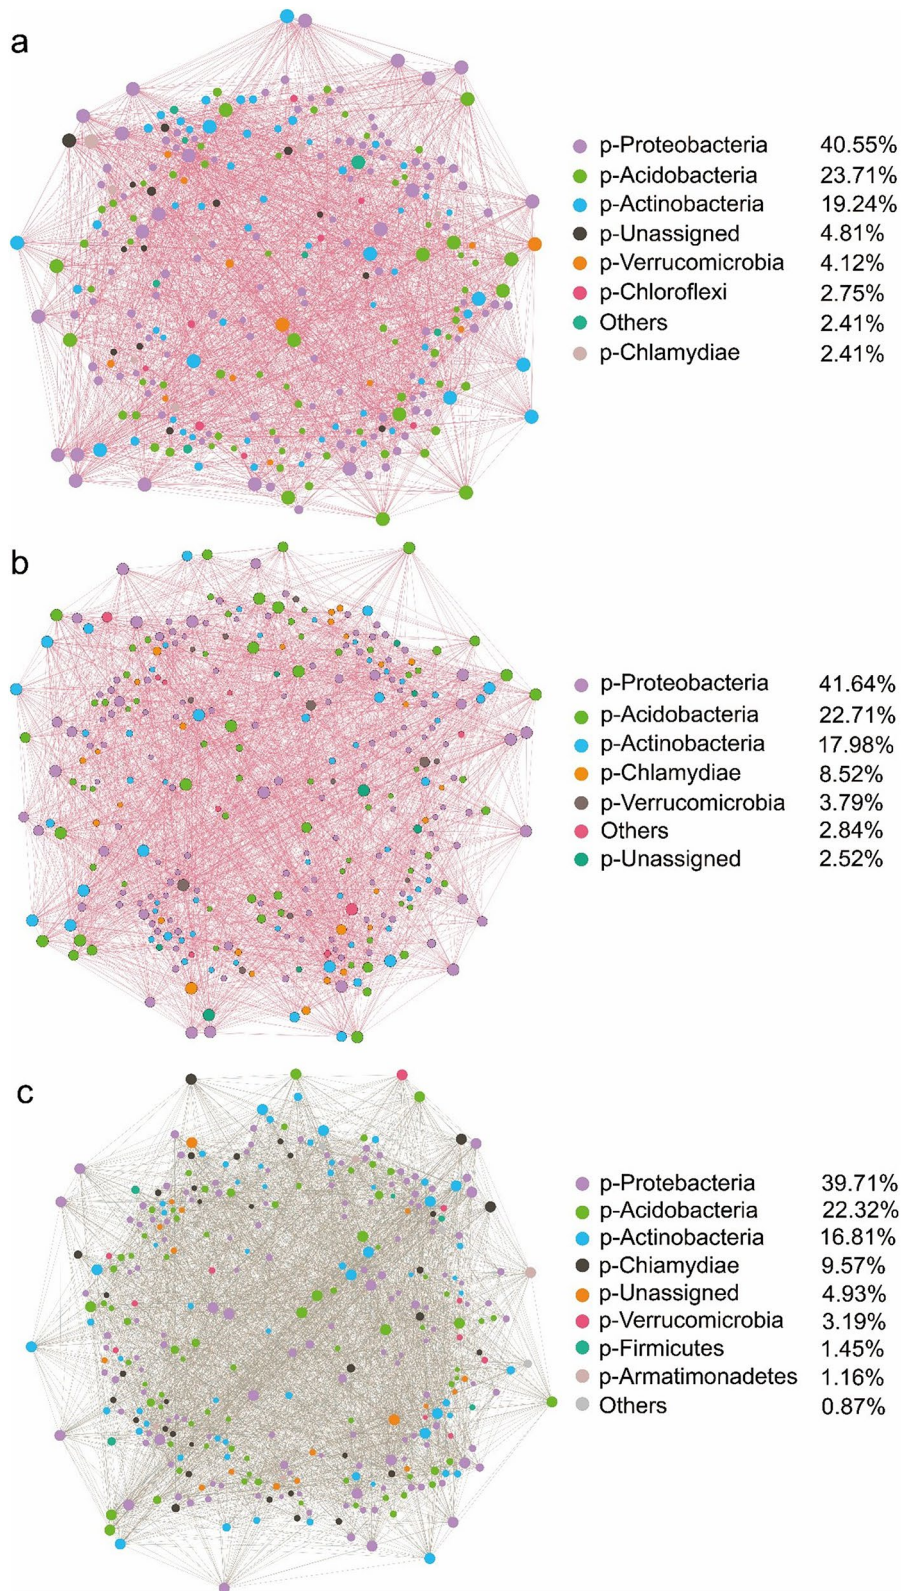 a
p-Proteobacteria 40.55%
p-Acidobacteria 23.71%
p-Actinobacteria 19.24%
p-Unassigned 4.81%
p-Verrucomicrobia 4.12%
p-Chloroflexi 2.75%
Others 2.41%
p-Chlamydiae 2.41%
b
p-Proteobacteria 41.64%
p-Acidobacteria 22.71%
p-Actinobacteria 17.98%
p-Chlamydiae 8.52%
p-Verrucomicrobia 3.79%
Others 2.84%
p-Unassigned 2.52%
c
p-Protebacteria 39.71%
p-Acidobacteria 22.32%
p-Actinobacteria 16.81%
p-Chiamydiae 9.57%
p-Unassigned 4.93%
p-Verrucomicrobia 3.19%
p-Firmicutes 1.45%
p-Armatimonadetes 1.16%
Others 0.87%